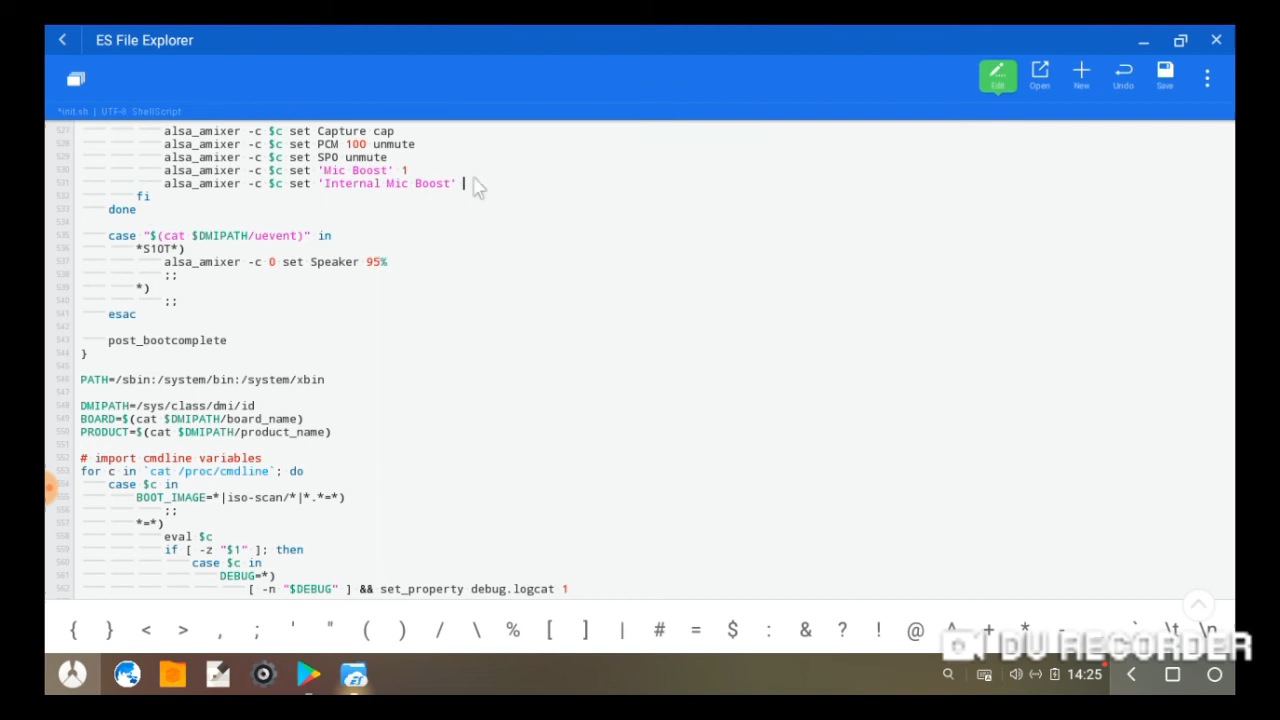 ES File Explorer
Edit
Open
New
Undo
Save
*init.sh | UTF-8 ShellScript
527 alsa_amixer -c $c set Capture cap
528 alsa_amixer -c $c set PCM 100 unmute
529 alsa_amixer -c $c set SPO unmute
530 alsa_amixer -c $c set 'Mic Boost' 1
531 alsa_amixer -c $c set 'Internal Mic Boost'
532 fi
533 done
534
535 case "$(cat $DMIPATH/uevent)" in
536 *S10T*)
537 alsa_amixer -c 0 set Speaker 95%
538 ;;
539 *)
540 ;;
541 esac
542
543 post_bootcomplete
544 }
545
546 PATH=/sbin:/system/bin:/system/xbin
547
548 DMIPATH=/sys/class/dmi/id
549 BOARD=$(cat $DMIPATH/board_name)
550 PRODUCT=$(cat $DMIPATH/product_name)
551
552 # import cmdline variables
553 for c in `cat /proc/cmdline`; do
554 case $c in
555 BOOT_IMAGE=*|iso-scan/*|*.*=*)
556 ;;
557 *=*)
558 eval $c
559 if [ -z "$1" ]; then
560 case $c in
561 DEBUG=*)
562 [ -n "$DEBUG" ] && set_property debug.logcat 1
{ } < > , ; ' " ( ) / \ % [ ] | # = $ : & ? ! @ ^ + * - _ ` \t \n
DU RECORDER
14:25